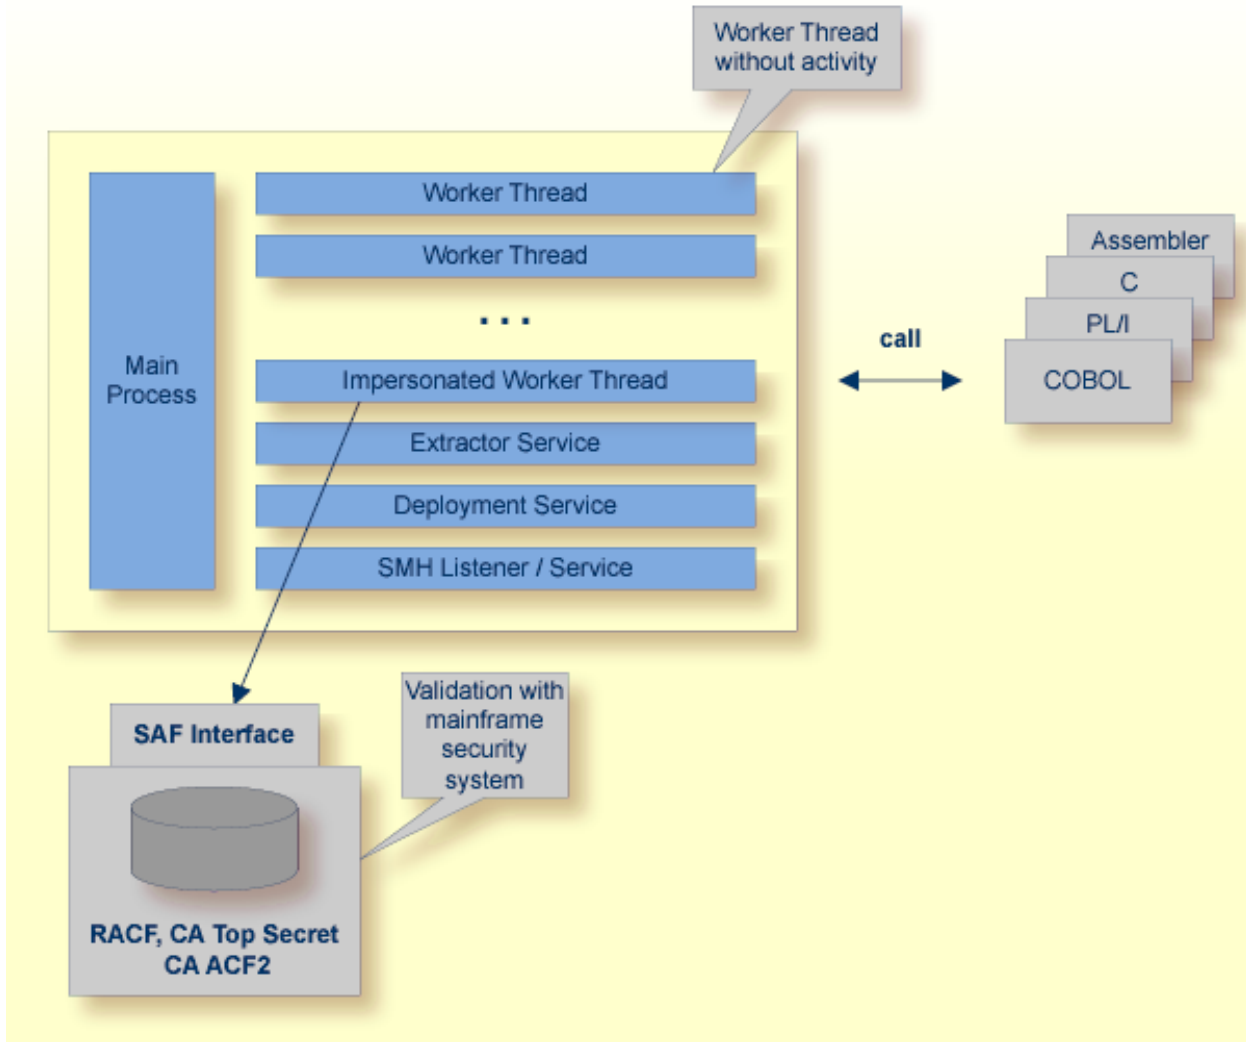 Worker Thread
without activity
Worker Thread
Worker Thread
...
Main
Process
Impersonated Worker Thread
Extractor Service
Deployment Service
SMH Listener / Service
call
Assembler
C
PL/I
COBOL
SAF Interface
Validation with
mainframe
security
system
RACF, CA Top Secret
CA ACF2